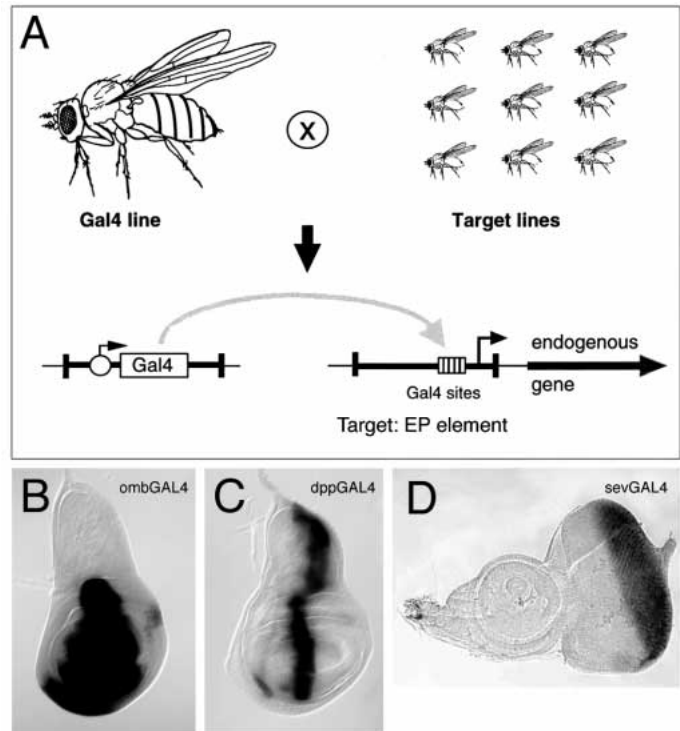 A
X
Gal4 line
Target lines
Gal4
endogenous
gene
Gal4 sites
Target: EP element
B
ombGAL4
C
dppGAL4
D
sevGAL4